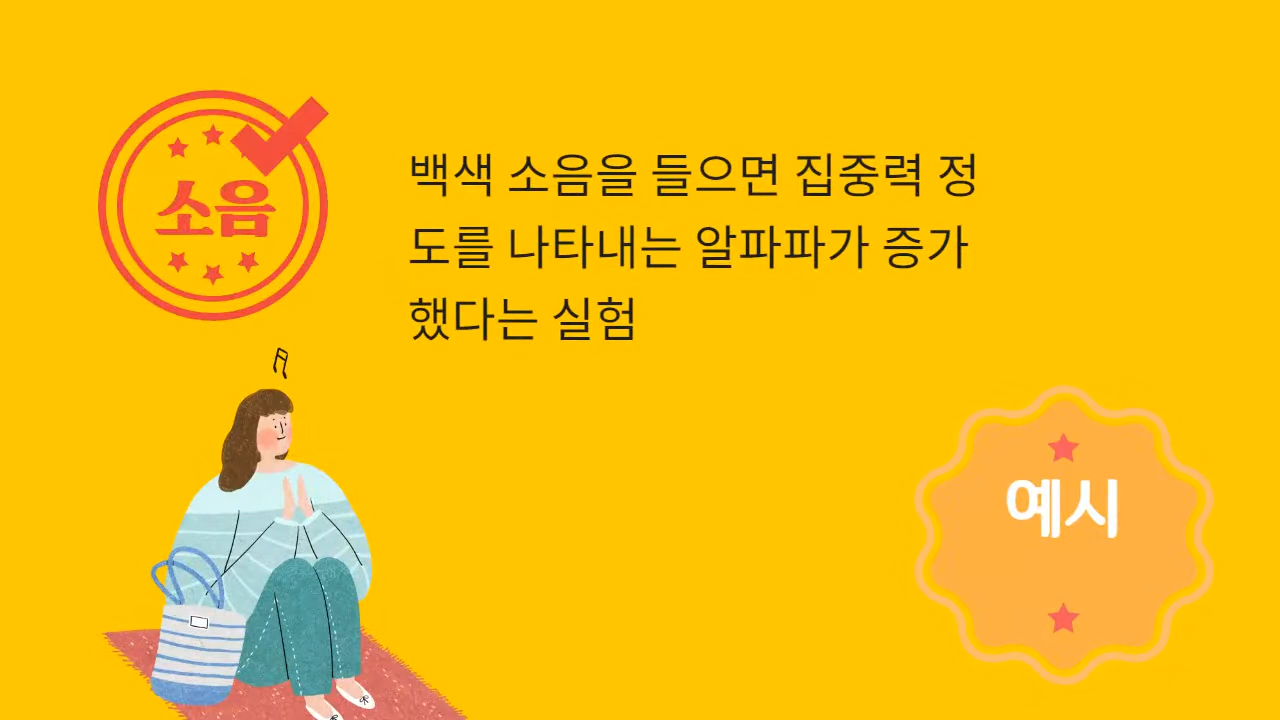 소음
백색 소음을 들으면 집중력 정
도를 나타내는 알파파가 증가
했다는 실험
예시